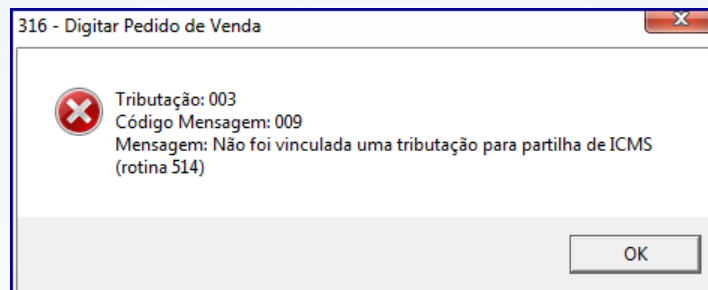 316 - Digitar Pedido de Venda
Tributação: 003
Código Mensagem: 009
Mensagem: Não foi vinculada uma tributação para partilha de ICMS
(rotina 514)
OK